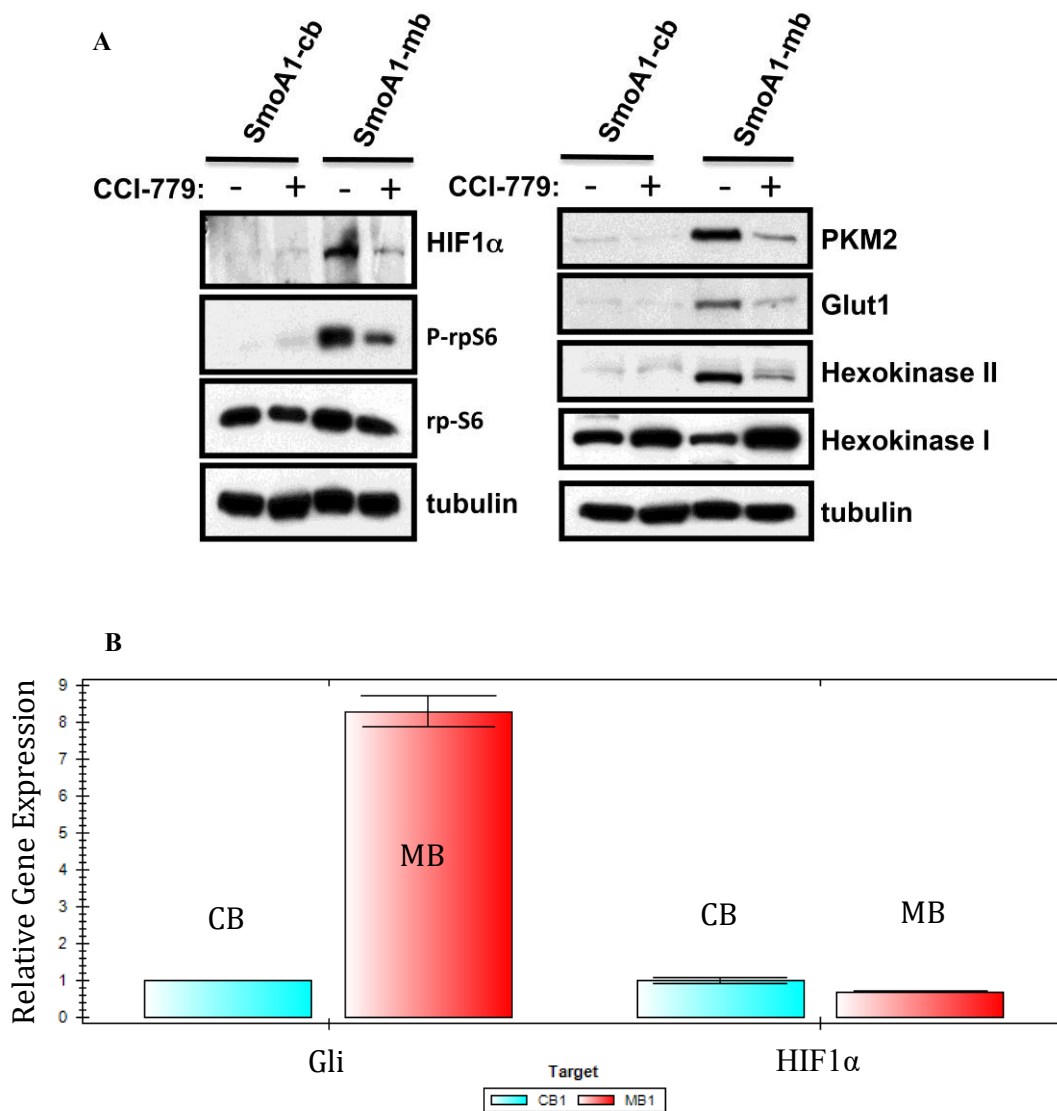 A
SmoA1-cb
SmoA1-mb
CCI-779: - + - +
HIF1α
P-rpS6
rp-S6
tubulin
SmoA1-cb
SmoA1-mb
CCI-779: - + - +
PKM2
Glut1
Hexokinase II
Hexokinase I
tubulin
B
Relative Gene Expression
9
8
7
6
5
4
3
2
1
0
CB
MB
CB
MB
Gli
HIF1α
Target
CB1 MB1